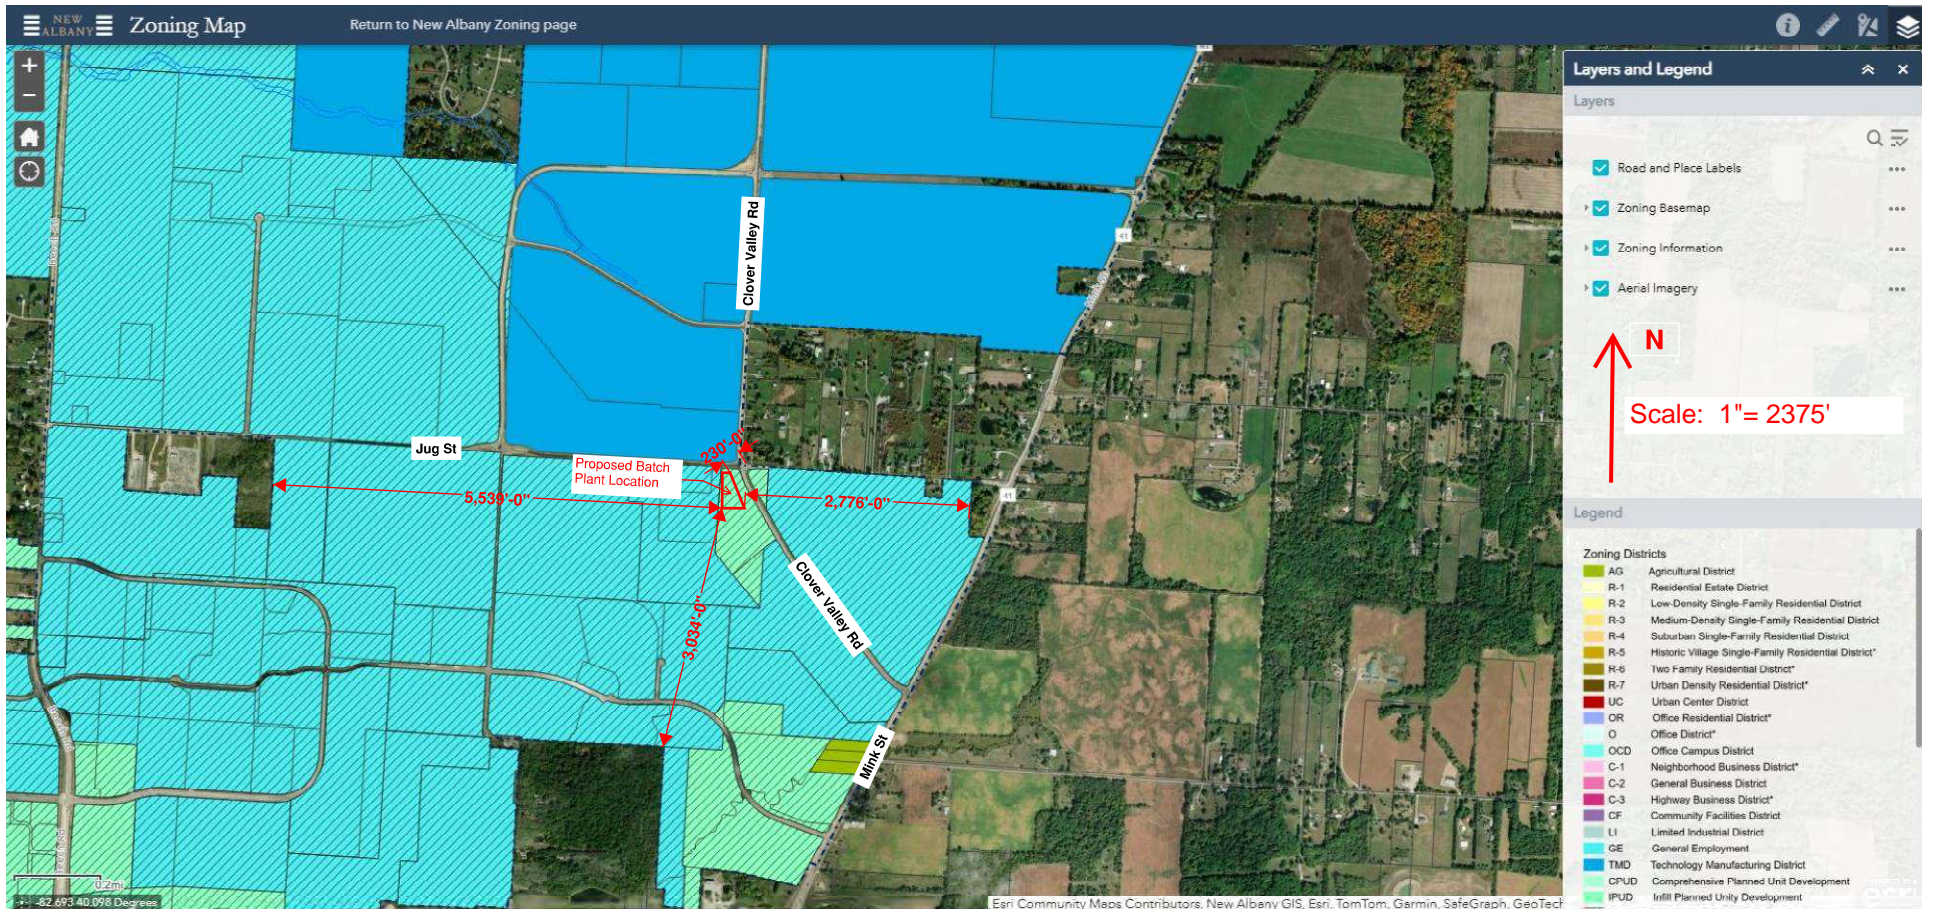 NEW
ALBANY
Zoning Map
Return to New Albany Zoning page
Layers and Legend
Layers
Road and Place Labels
Zoning Basemap
Zoning Information
Aerial Imagery
N
Scale: 1"= 2375'
Legend
Zoning Districts
AG Agricultural District
R-1 Residential Estate District
R-2 Low-Density Single-Family Residential District
R-3 Medium-Density Single-Family Residential District
R-4 Suburban Single-Family Residential District
R-5 Historic Village Single-Family Residential District*
R-6 Two Family Residential District*
R-7 Urban Density Residential District*
UC Urban Center District
OR Office Residential District*
O Office District*
OCD Office Campus District
C-1 Neighborhood Business District*
C-2 General Business District
C-3 Highway Business District*
CF Community Facilities District
LI Limited Industrial District
GE General Employment
TMD Technology Manufacturing District
CPUD Comprehensive Planned Unit Development
IPUD Infill Planned Unity Development
esri
Clover Valley Rd
41
Jug St
230'-0"
Proposed Batch
Plant Location
5,539'-0"
2,776'-0"
41
3,034'-0"
Clover Valley Rd
Mink St
0.2mi
-82.693 40.098 Degrees
Esri Community Maps Contributors, New Albany GIS, Esri, TomTom, Garmin, SafeGraph, GeoTech